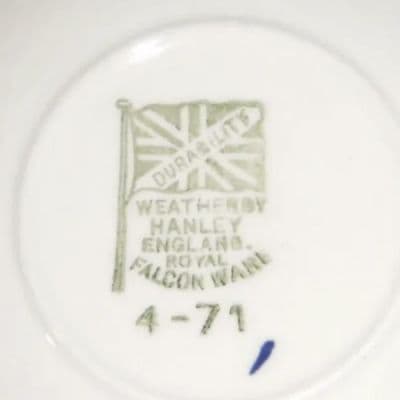 DURABILITY
WEATHERBY
HANLEY
ENGLAND.
ROYAL
FALCON WARE
4-71